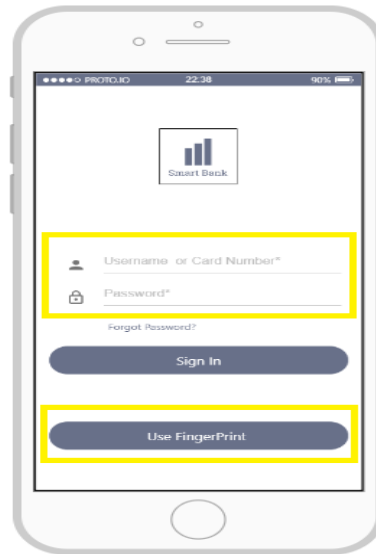 PROTO.IO 22:38 90%
Smart Bank
Username or Card Number*
Password*
Forgot Password?
Sign In
Use FingerPrint